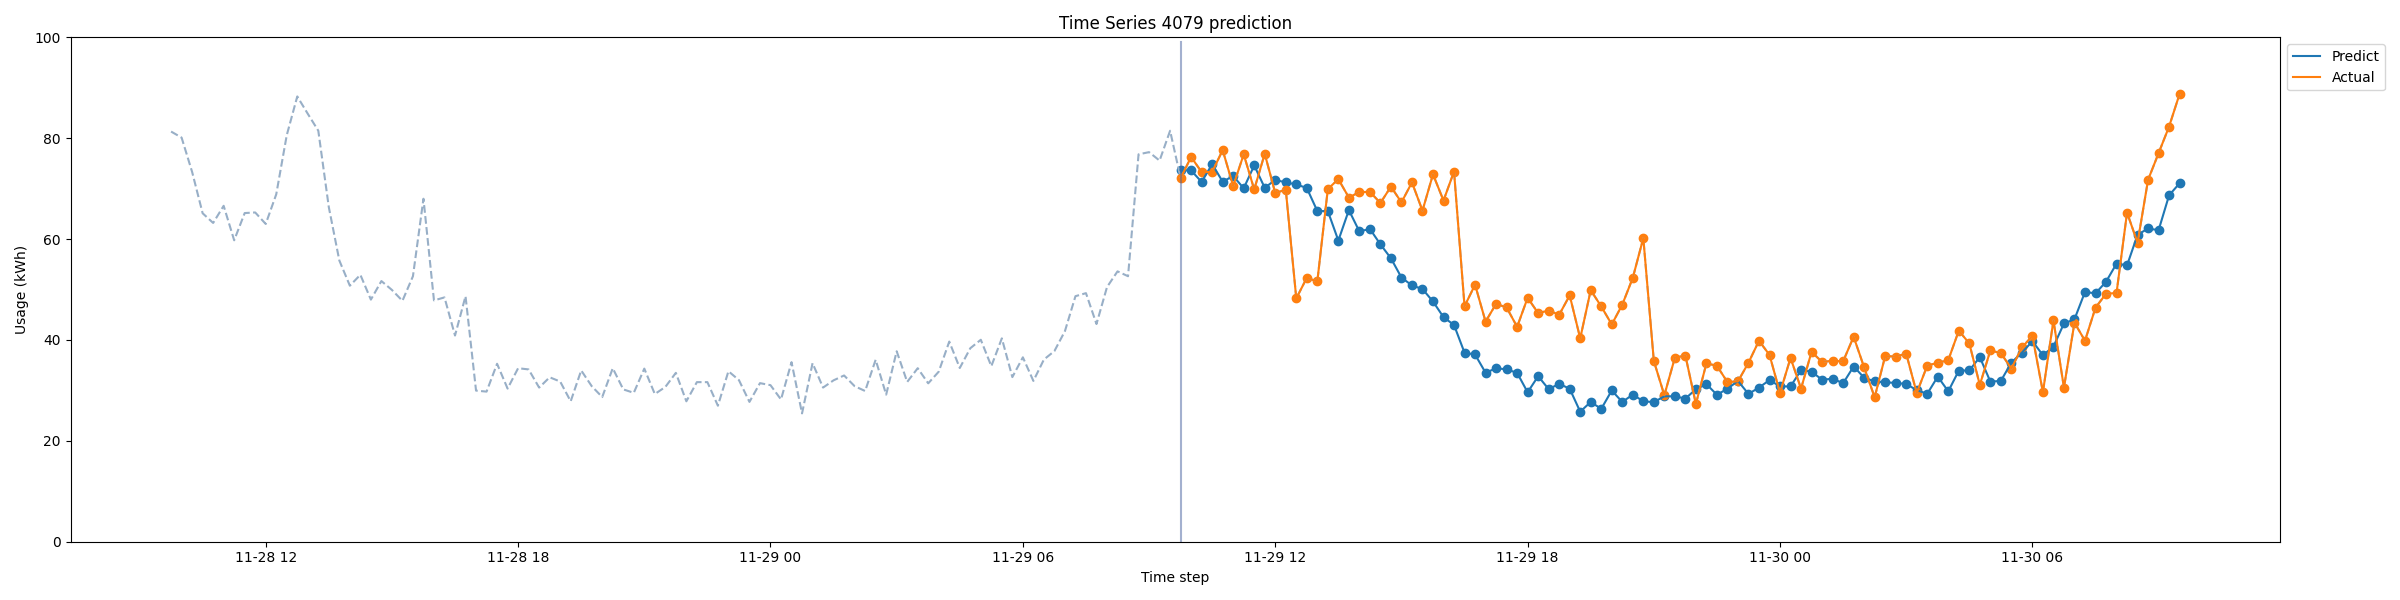 Time Series 4079 prediction
100
80
60
40
20
0
Usage (kWh)
11-28 12
11-28 18
11-29 00
11-29 06
11-29 12
11-29 18
11-30 00
11-30 06
Time step
Predict
Actual